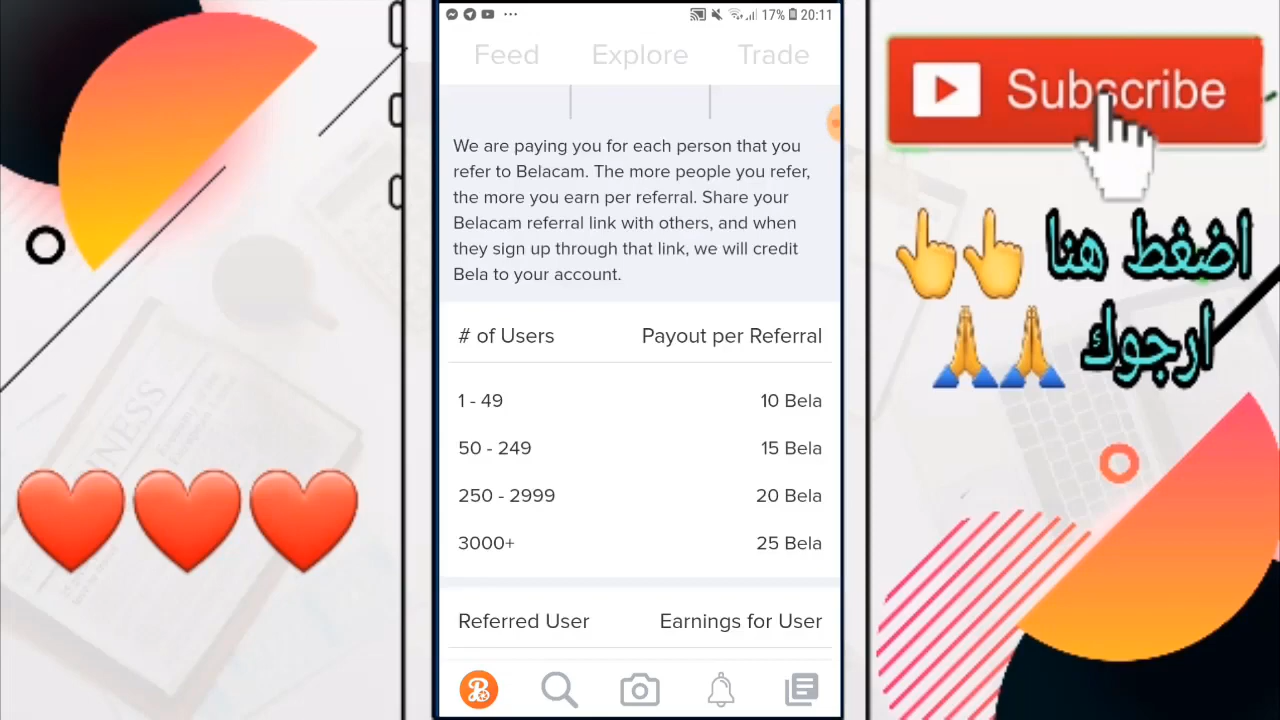 17% 20:11
Feed Explore Trade
We are paying you for each person that you
refer to Belacam. The more people you refer,
the more you earn per referral. Share your
Belacam referral link with others, and when
they sign up through that link, we will credit
Bela to your account.
# of Users Payout per Referral
1 - 49 10 Bela
50 - 249 15 Bela
250 - 2999 20 Bela
3000+ 25 Bela
Referred User Earnings for User
Subscribe
اضغط هنا
ارجوك